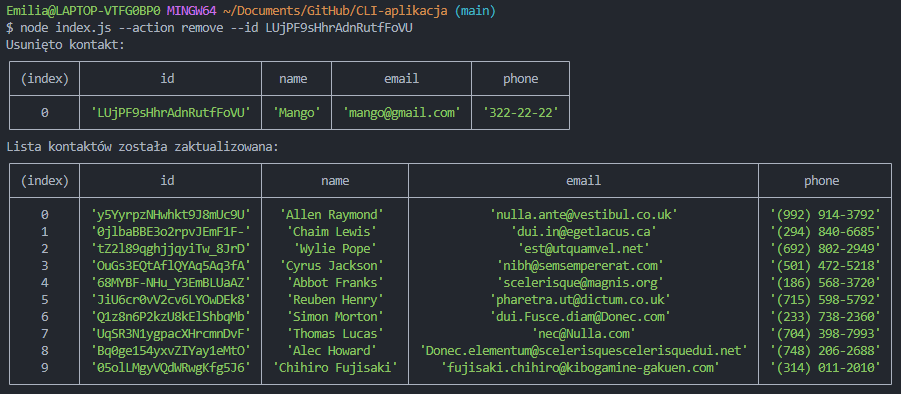 Emilia@LAPTOP-VTFG0BP0 MINGW64 ~/Documents/GitHub/CLI-aplikacja (main)
$ node index.js --action remove --id LUjPF9sHhrAdnRutfFoVU
Usunięto kontakt:
(index) id name email phone
0 'LUjPF9sHhrAdnRutfFoVU' 'Mango' 'mango@gmail.com' '322-22-22'
Lista kontaktów została zaktualizowana:
(index) id name email phone
0 'y5YyrpzNHwhkt9J8mUc9U' 'Allen Raymond' 'nulla.ante@vestibul.co.uk' '(992) 914-3792'
1 '0jlbaBBE3o2rpvJEmF1F-' 'Chaim Lewis' 'dui.in@egetlacus.ca' '(294) 840-6685'
2 'tZ2l89qghjjqyiTw_8JrD' 'Wylie Pope' 'est@utquamvel.net' '(692) 802-2949'
3 'OuGs3EQtAflQYAq5Aq3fA' 'Cyrus Jackson' 'nibh@semsempererat.com' '(501) 472-5218'
4 '68MYBF-NHu_Y3EmBLUaAZ' 'Abbot Franks' 'scelerisque@magnis.org' '(186) 568-3720'
5 'JiU6cr0vV2cv6LYOwDEk8' 'Reuben Henry' 'pharetra.ut@dictum.co.uk' '(715) 598-5792'
6 'Q1z8n6P2kzU8kElShbqMb' 'Simon Morton' 'dui.Fusce.diam@Donec.com' '(233) 738-2360'
7 'UqSR3N1ygpacXHrcmnDvF' 'Thomas Lucas' 'nec@Nulla.com' '(704) 398-7993'
8 'Bq0ge154yxvZIYay1eMtO' 'Alec Howard' 'Donec.elementum@scelerisquescelerisquedui.net' '(748) 206-2688'
9 '05olLMgyVQdWRwgKfg5J6' 'Chihiro Fujisaki' 'fujisaki.chihiro@kibogamine-gakuen.com' '(314) 011-2010'